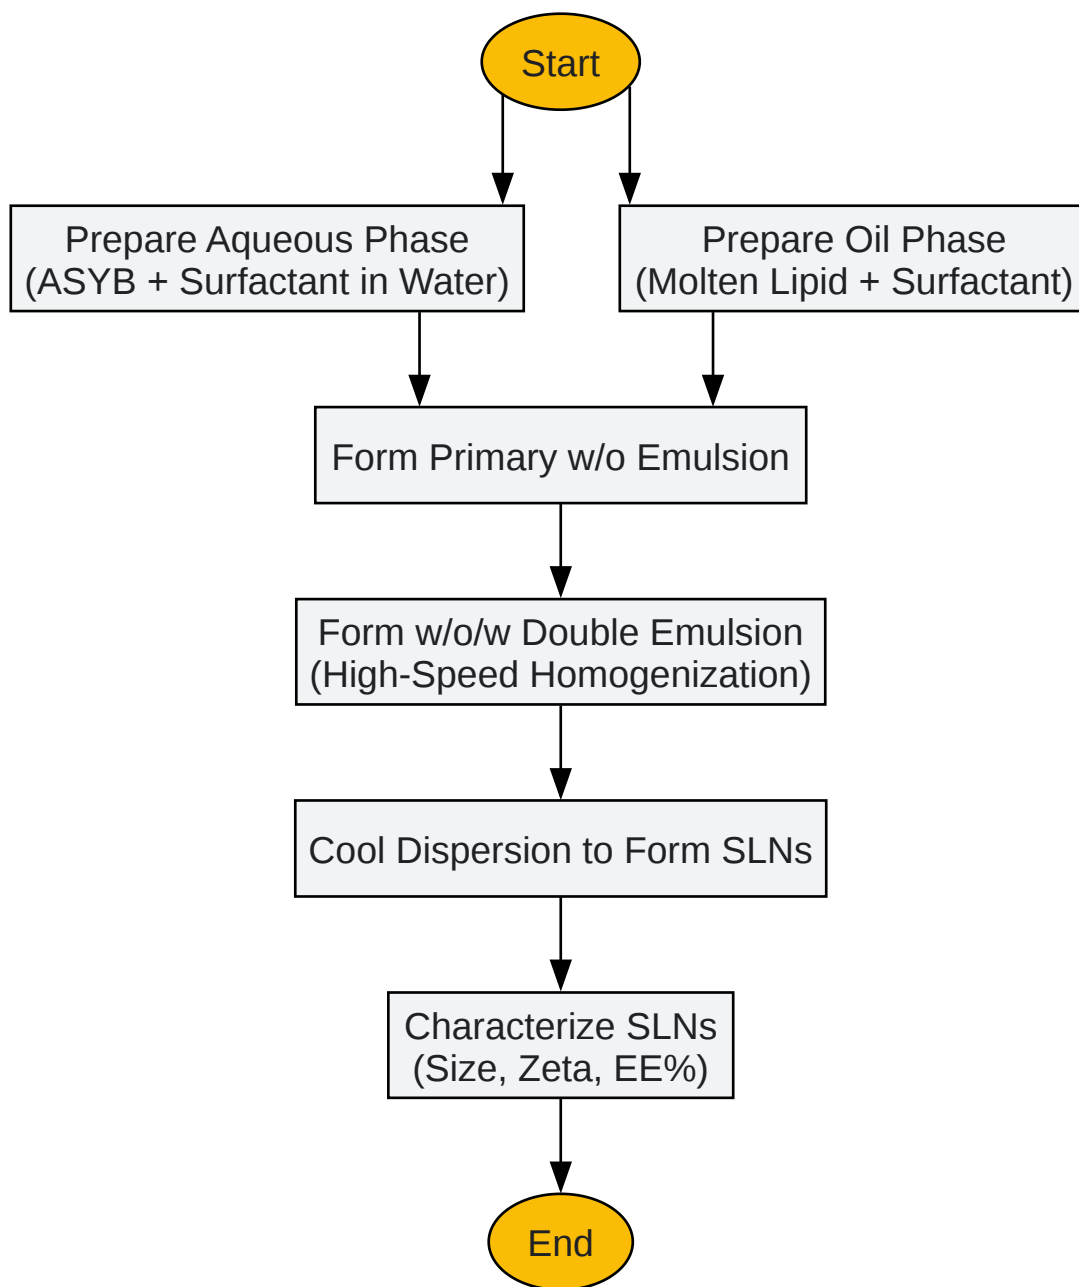 Start
Prepare Aqueous Phase
(ASYB + Surfactant in Water)
Prepare Oil Phase
(Molten Lipid + Surfactant)
Form Primary w/o Emulsion
Form w/o/w Double Emulsion
(High-Speed Homogenization)
Cool Dispersion to Form SLNs
Characterize SLNs
(Size, Zeta, EE%)
End